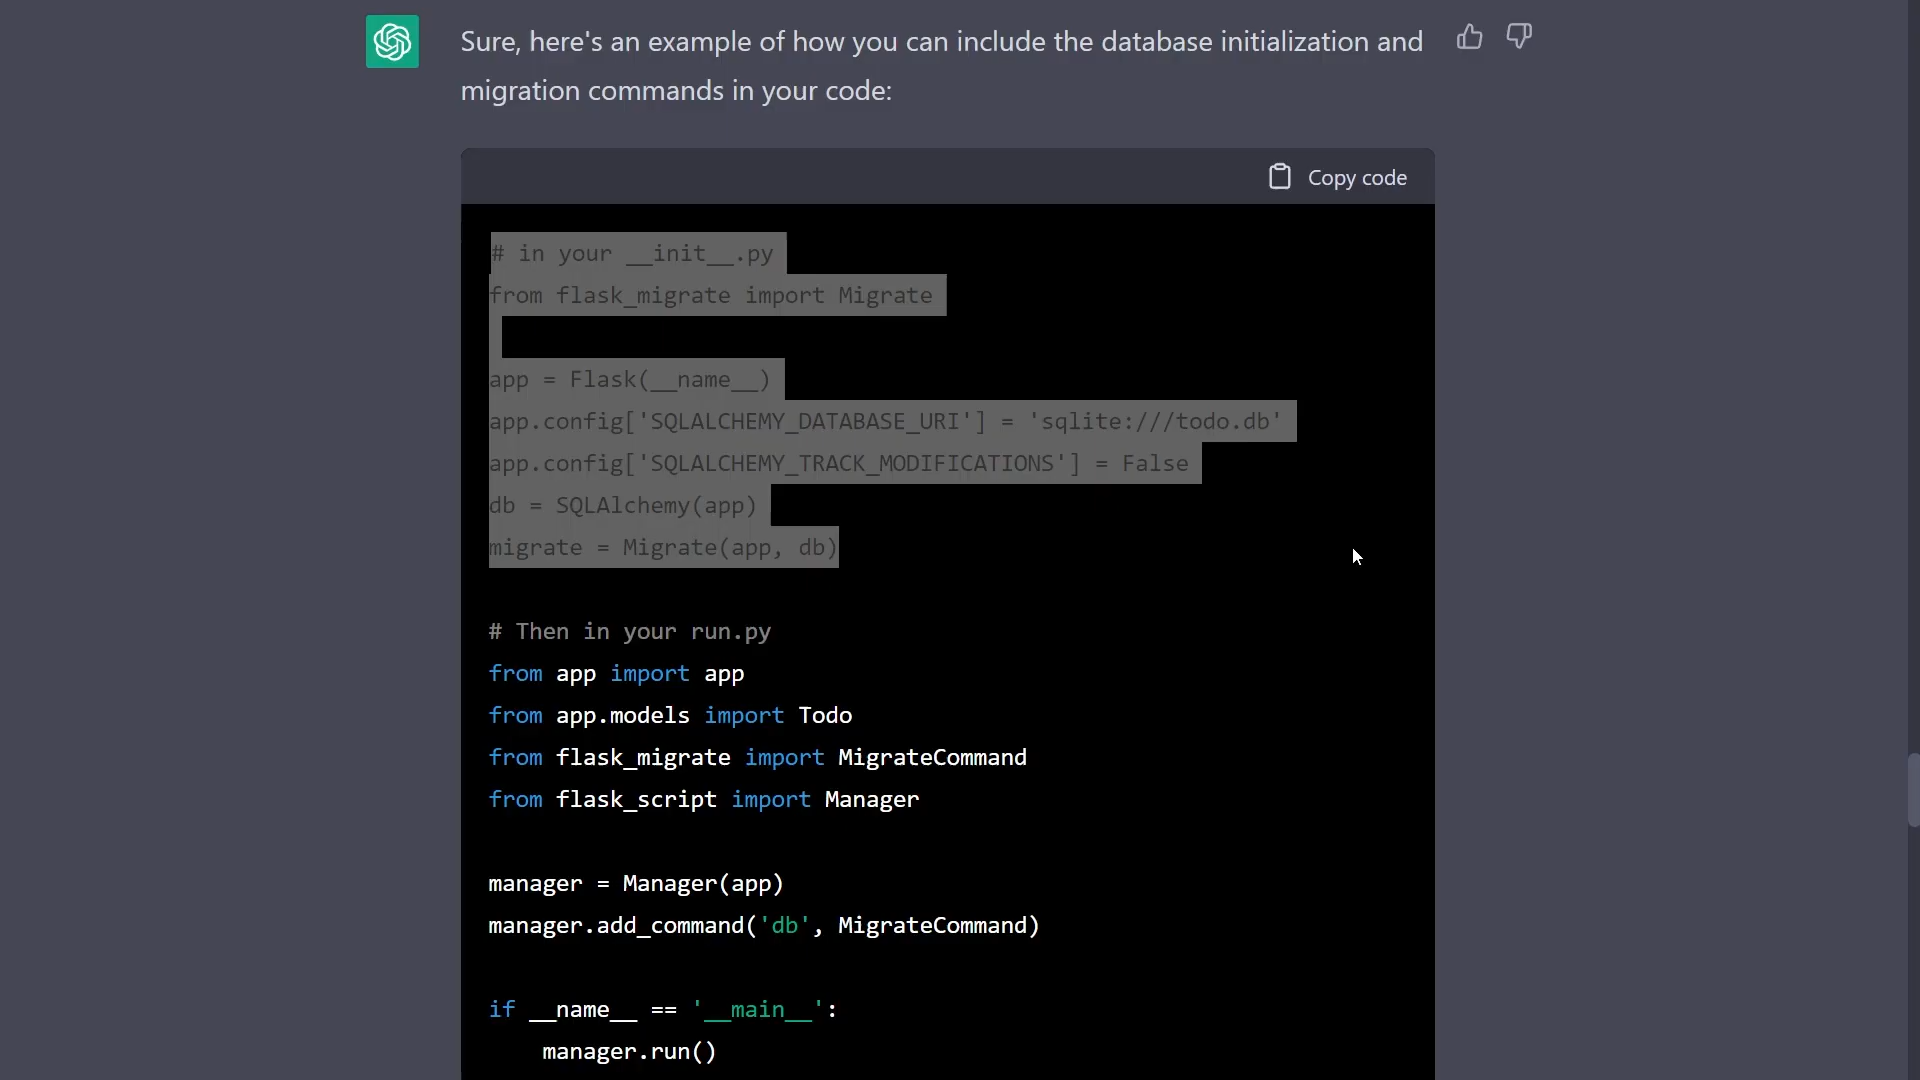 Sure, here's an example of how you can include the database initialization and
migration commands in your code:
Copy code
# in your __init__.py
from flask_migrate import Migrate
app = Flask(__name__)
app.config['SQLALCHEMY_DATABASE_URI'] = 'sqlite:///todo.db'
app.config['SQLALCHEMY_TRACK_MODIFICATIONS'] = False
db = SQLAlchemy(app)
migrate = Migrate(app, db)
# Then in your run.py
from app import app
from app.models import Todo
from flask_migrate import MigrateCommand
from flask_script import Manager
manager = Manager(app)
manager.add_command('db', MigrateCommand)
if __name__ == '__main__':
    manager.run()